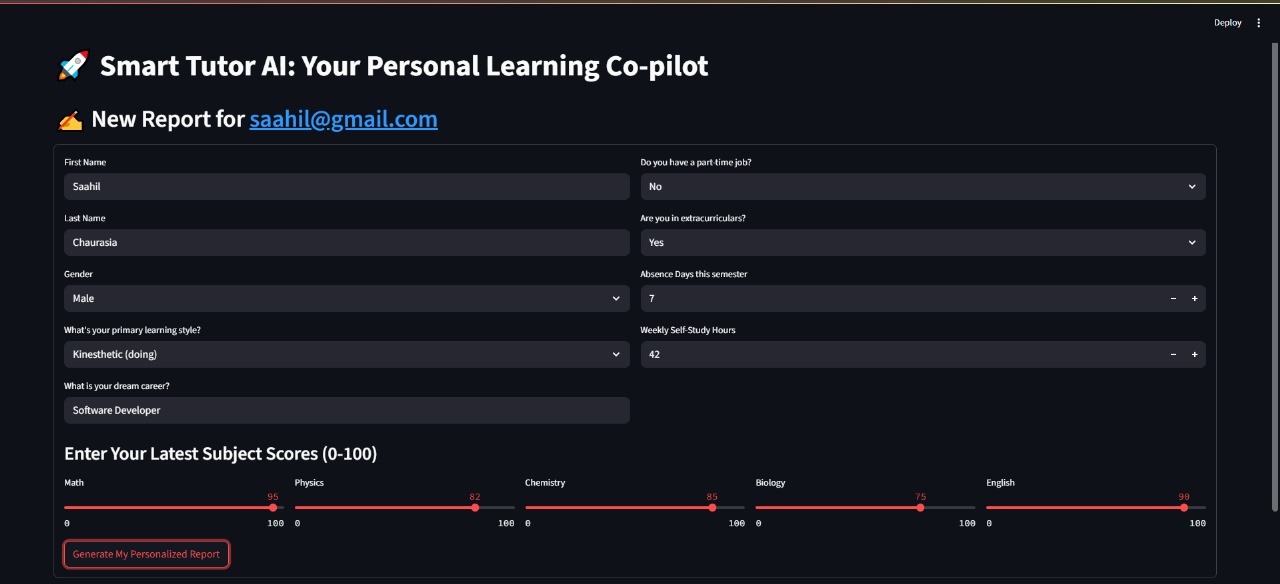 Deploy
🚀 Smart Tutor AI: Your Personal Learning Co-pilot
✍️ New Report for saahil@gmail.com
First Name
Saahil
Last Name
Chaurasia
Gender
Male
What's your primary learning style?
Kinesthetic (doing)
What is your dream career?
Software Developer
Do you have a part-time job?
No
Are you in extracurriculars?
Yes
Absence Days this semester
7
Weekly Self-Study Hours
42
Enter Your Latest Subject Scores (0-100)
Math
95
0 100
Physics
82
0 100
Chemistry
85
0 100
Biology
75
0 100
English
90
0 100
Generate My Personalized Report